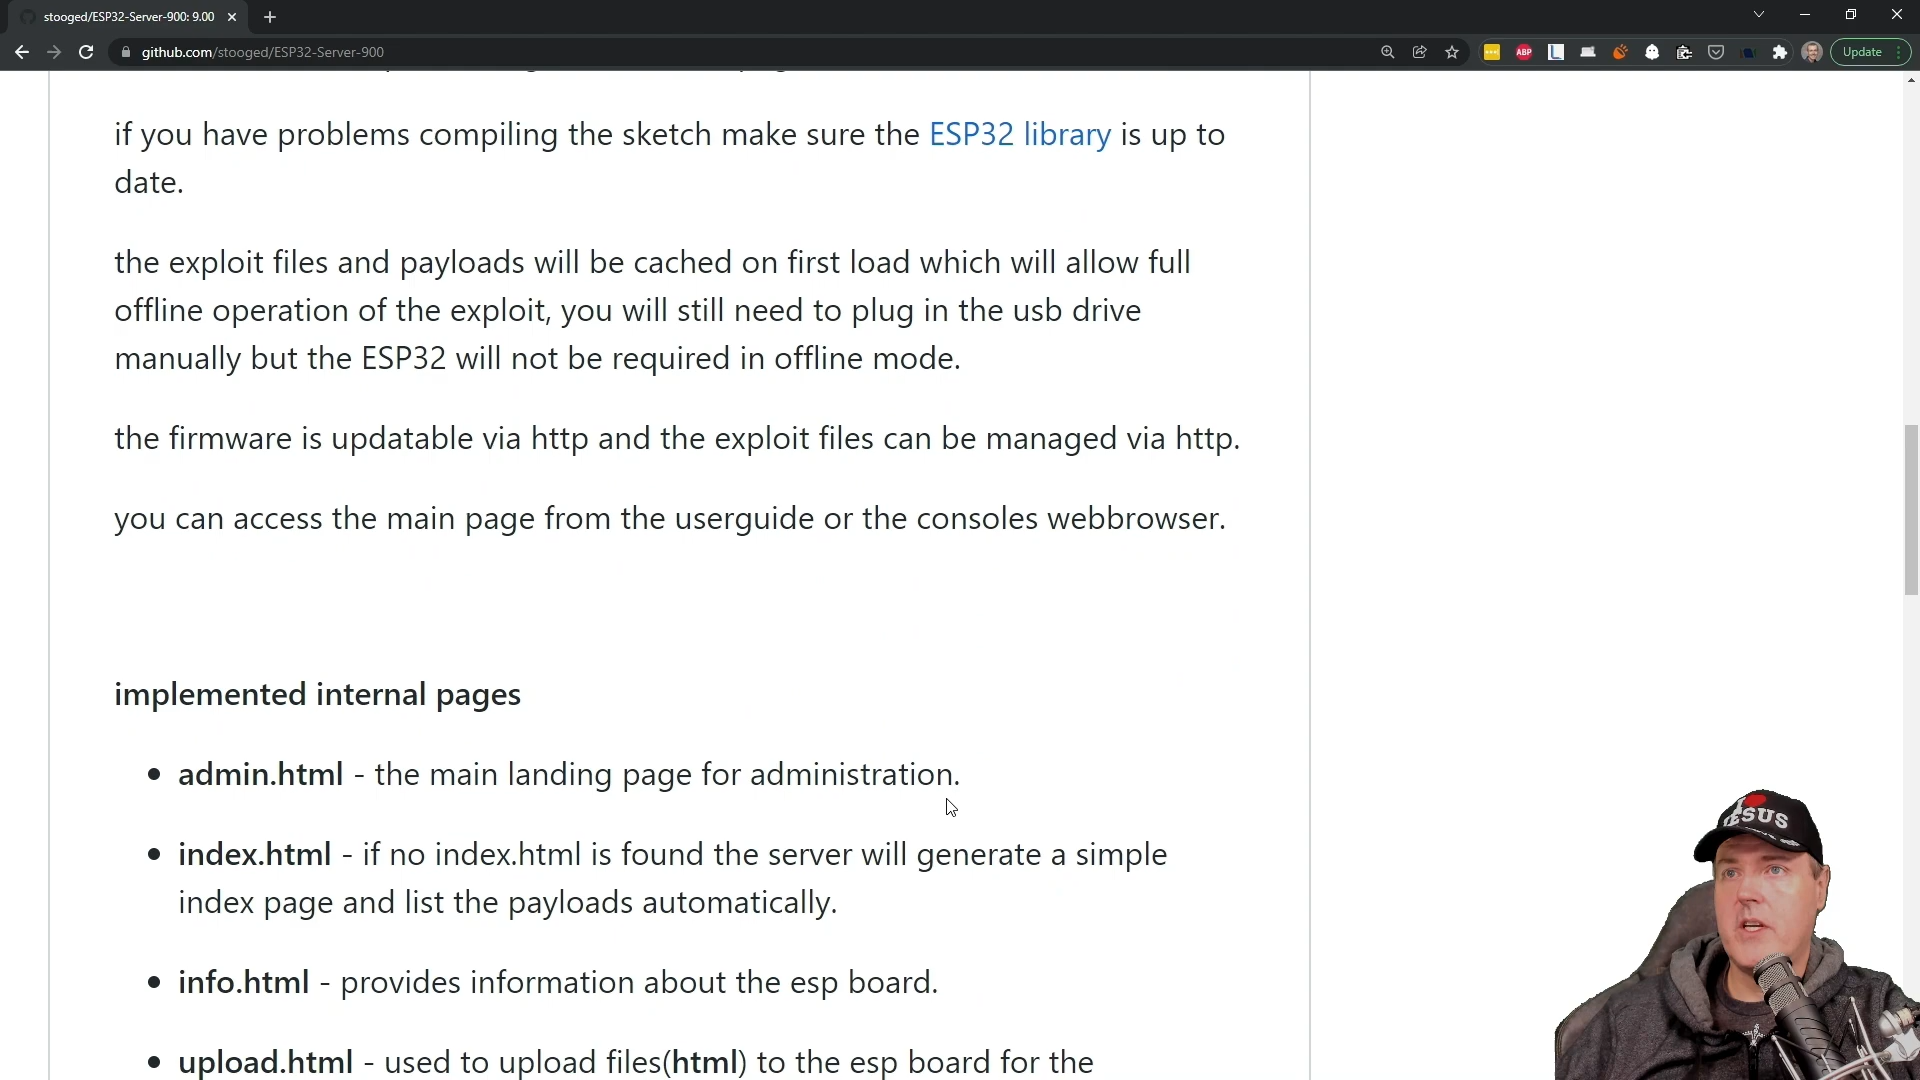 stooged/ESP32-Server-900: 9.00
github.com/stooged/ESP32-Server-900
ABP
Update
if you have problems compiling the sketch make sure the ESP32 library is up to
date.
the exploit files and payloads will be cached on first load which will allow full
offline operation of the exploit, you will still need to plug in the usb drive
manually but the ESP32 will not be required in offline mode.
the firmware is updatable via http and the exploit files can be managed via http.
you can access the main page from the userguide or the consoles webbrowser.
implemented internal pages
admin.html - the main landing page for administration.
index.html - if no index.html is found the server will generate a simple
index page and list the payloads automatically.
info.html - provides information about the esp board.
upload.html - used to upload files(html) to the esp board for the
JESUS